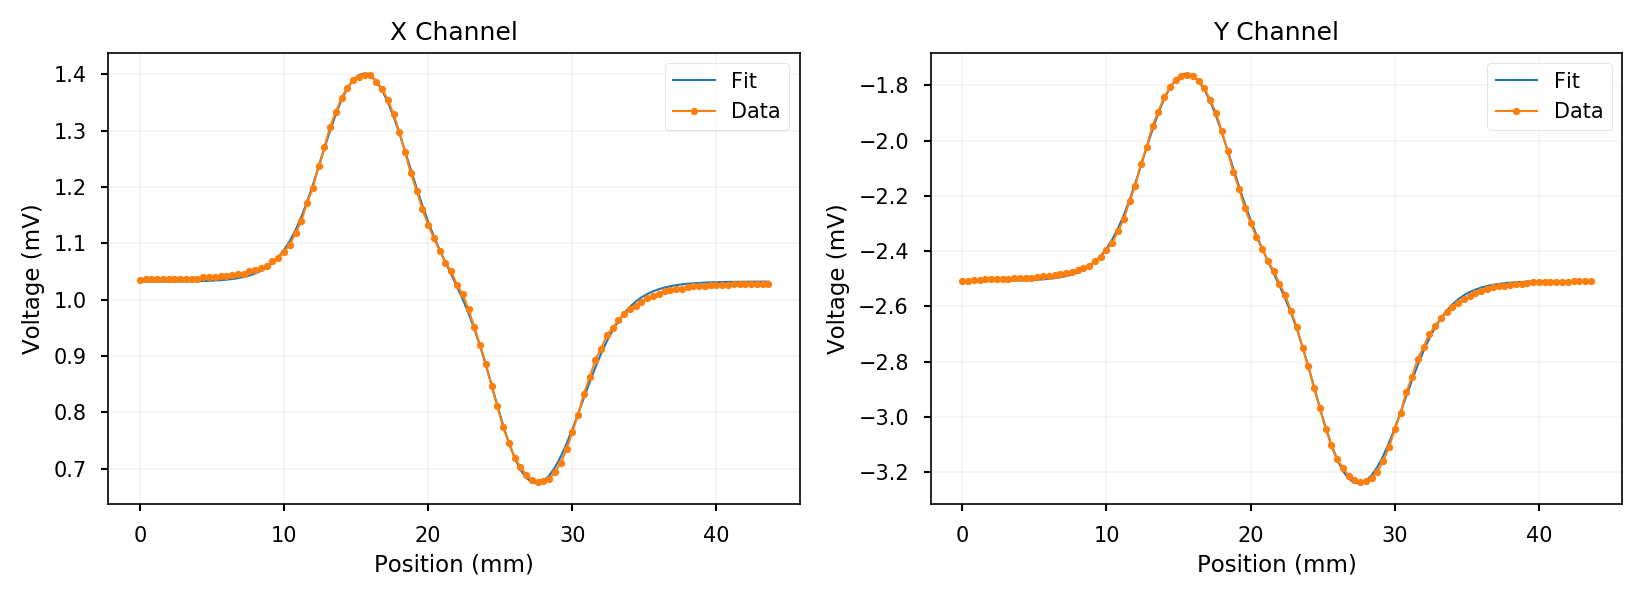 X Channel
Voltage (mV)
1.4
1.3
1.2
1.1
1.0
0.9
0.8
0.7
Fit
Data
0 10 20 30 40
Position (mm)
Y Channel
Voltage (mV)
−1.8
−2.0
−2.2
−2.4
−2.6
−2.8
−3.0
−3.2
Fit
Data
0 10 20 30 40
Position (mm)